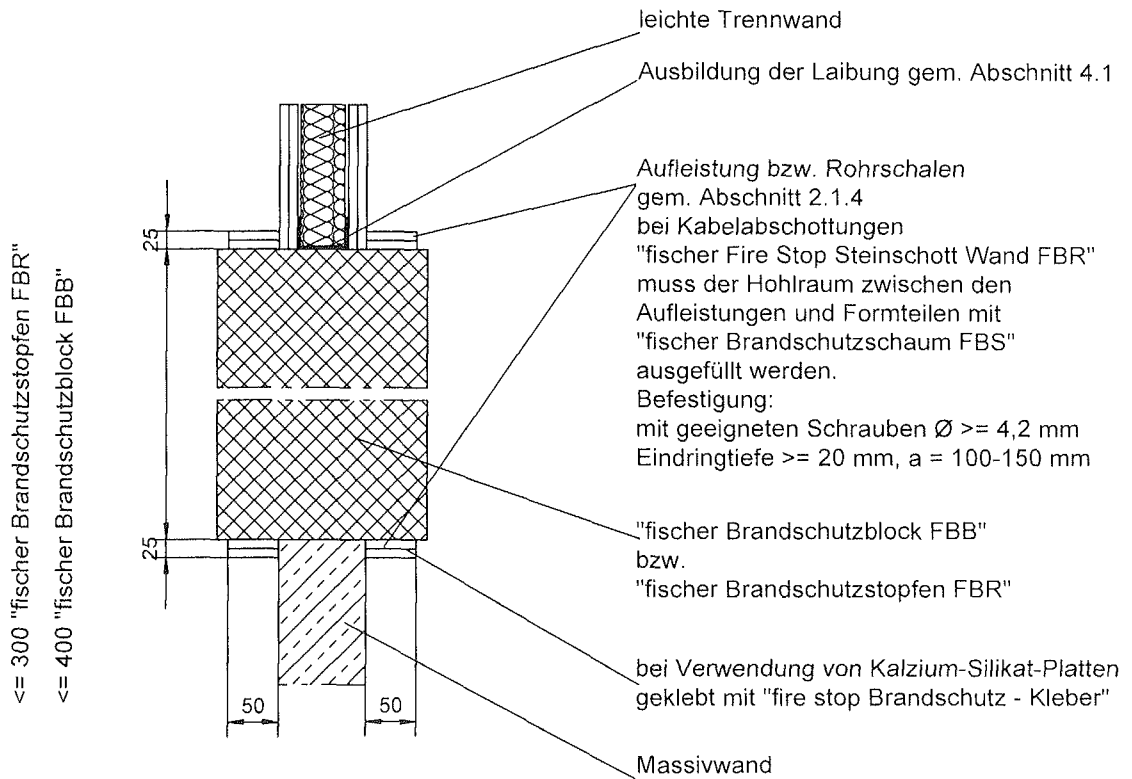 leichte Trennwand
Ausbildung der Laibung gem. Abschnitt 4.1
Aufleistung bzw. Rohrschalen
gem. Abschnitt 2.1.4
bei Kabelabschottungen
"fischer Fire Stop Steinschott Wand FBR"
muss der Hohlraum zwischen den
Aufleistungen und Formteilen mit
"fischer Brandschutzschaum FBS"
ausgefüllt werden.
Befestigung:
mit geeigneten Schrauben Ø >= 4,2 mm
Eindringtiefe >= 20 mm, a = 100-150 mm
"fischer Brandschutzblock FBB"
bzw.
"fischer Brandschutzstopfen FBR"
bei Verwendung von Kalzium-Silikat-Platten
geklebt mit "fire stop Brandschutz - Kleber"
Massivwand
25
25
<= 300 "fischer Brandschutzstopfen FBR"
<= 400 "fischer Brandschutzblock FBB"
50
50